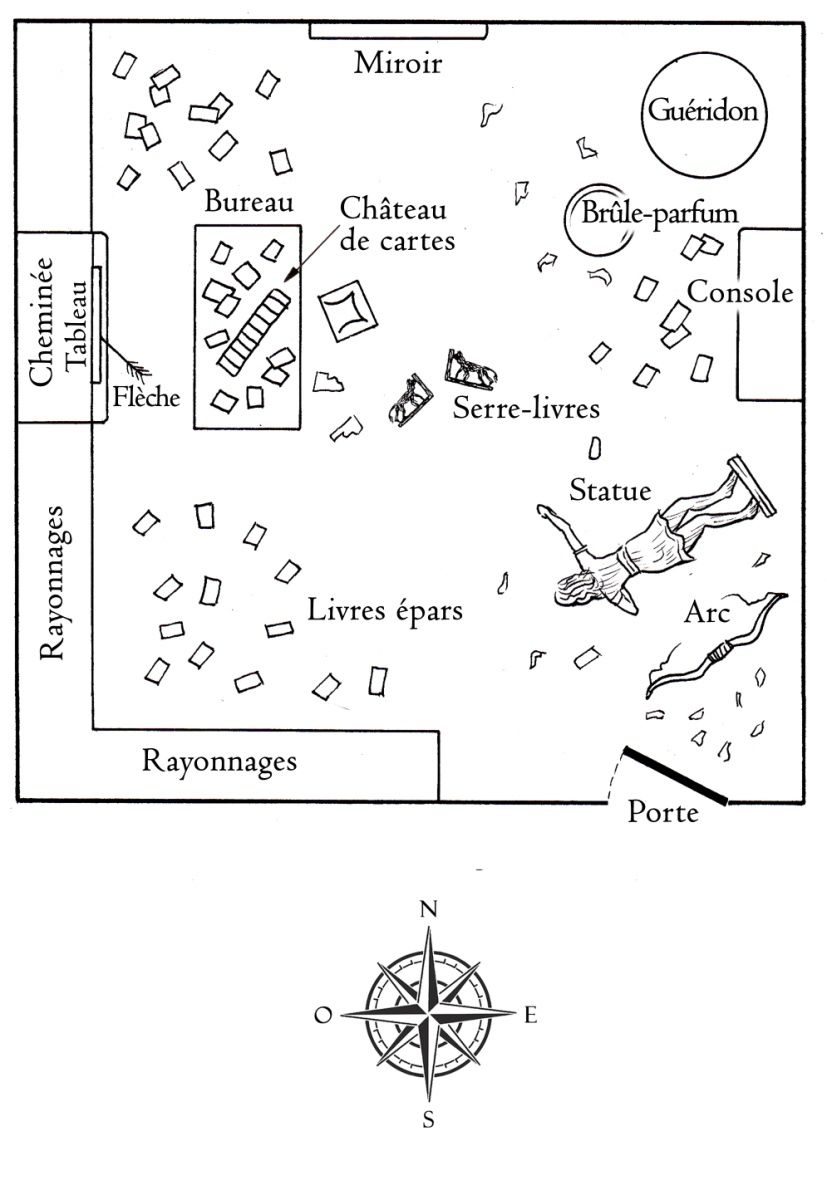 Miroir
Guéridon
Bureau
Château
de cartes
Brûle-parfum
Cheminée
Tableau
Console
Flèche
Serre-livres
Statue
Rayonnages
Livres épars
Arc
Rayonnages
Porte
N
O
E
S